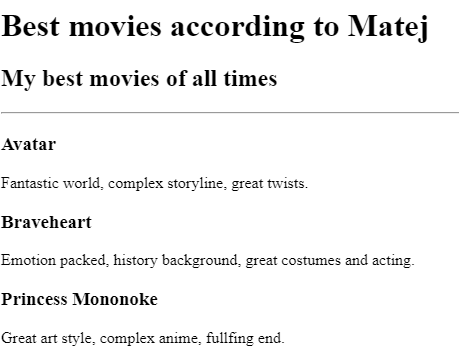 Best movies according to Matej
My best movies of all times
Avatar
Fantastic world, complex storyline, great twists.
Braveheart
Emotion packed, history background, great costumes and acting.
Princess Mononoke
Great art style, complex anime, fullfing end.